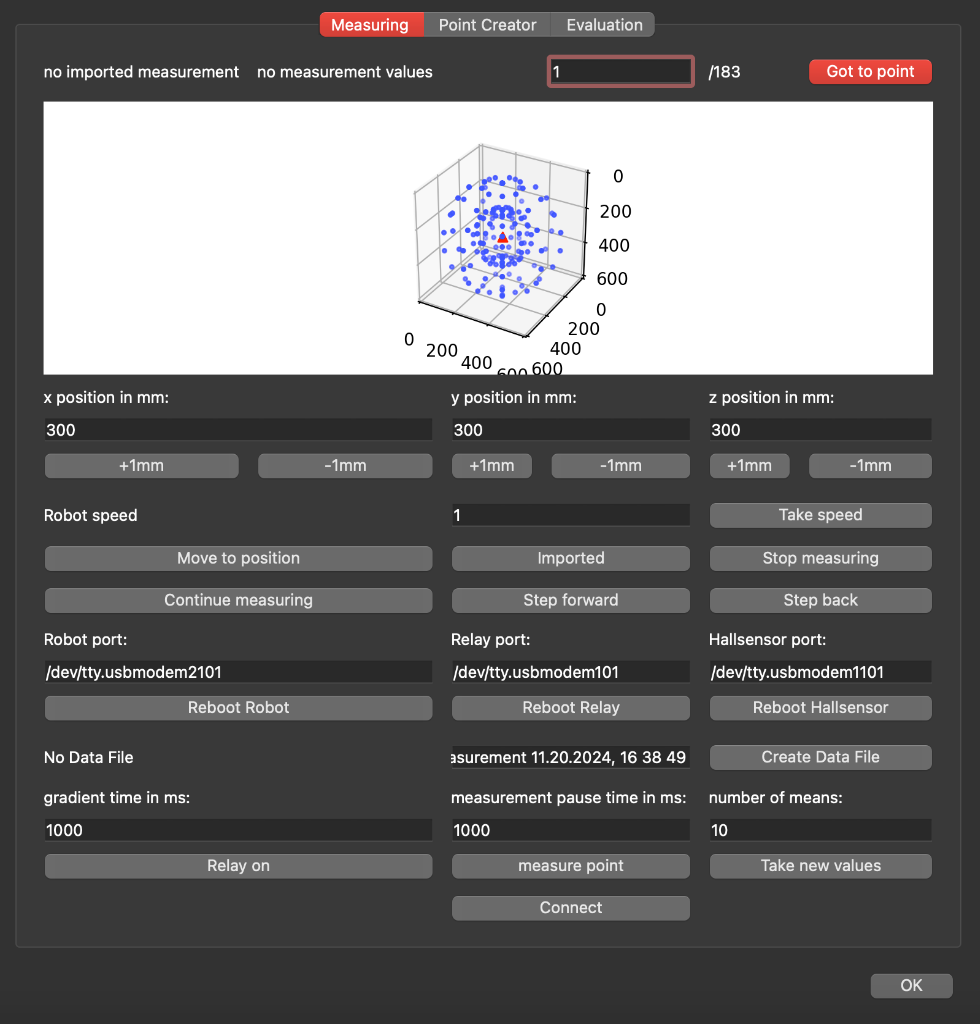 Measuring Point Creator Evaluation
no imported measurement no measurement values 1 /183 Got to point
0
200
400
600
0
200
400
600
0
200
400
600
x position in mm: y position in mm: z position in mm:
300 300 300
+1mm -1mm +1mm -1mm +1mm -1mm
Robot speed 1 Take speed
Move to position Imported Stop measuring
Continue measuring Step forward Step back
Robot port: Relay port: Hallsensor port:
/dev/tty.usbmodem2101 /dev/tty.usbmodem101 /dev/tty.usbmodem1101
Reboot Robot Reboot Relay Reboot Hallsensor
No Data File asurement 11.20.2024, 16 38 49 Create Data File
gradient time in ms: measurement pause time in ms: number of means:
1000 1000 10
Relay on measure point Take new values
Connect
OK